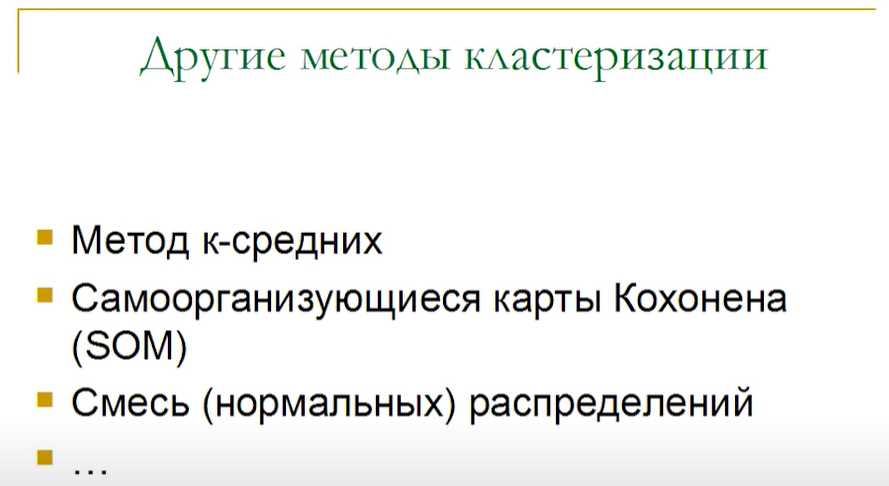 Другие методы кластеризации
Метод к-средних
Самоорганизующиеся карты Кохонена
(SOM)
Смесь (нормальных) распределений
...